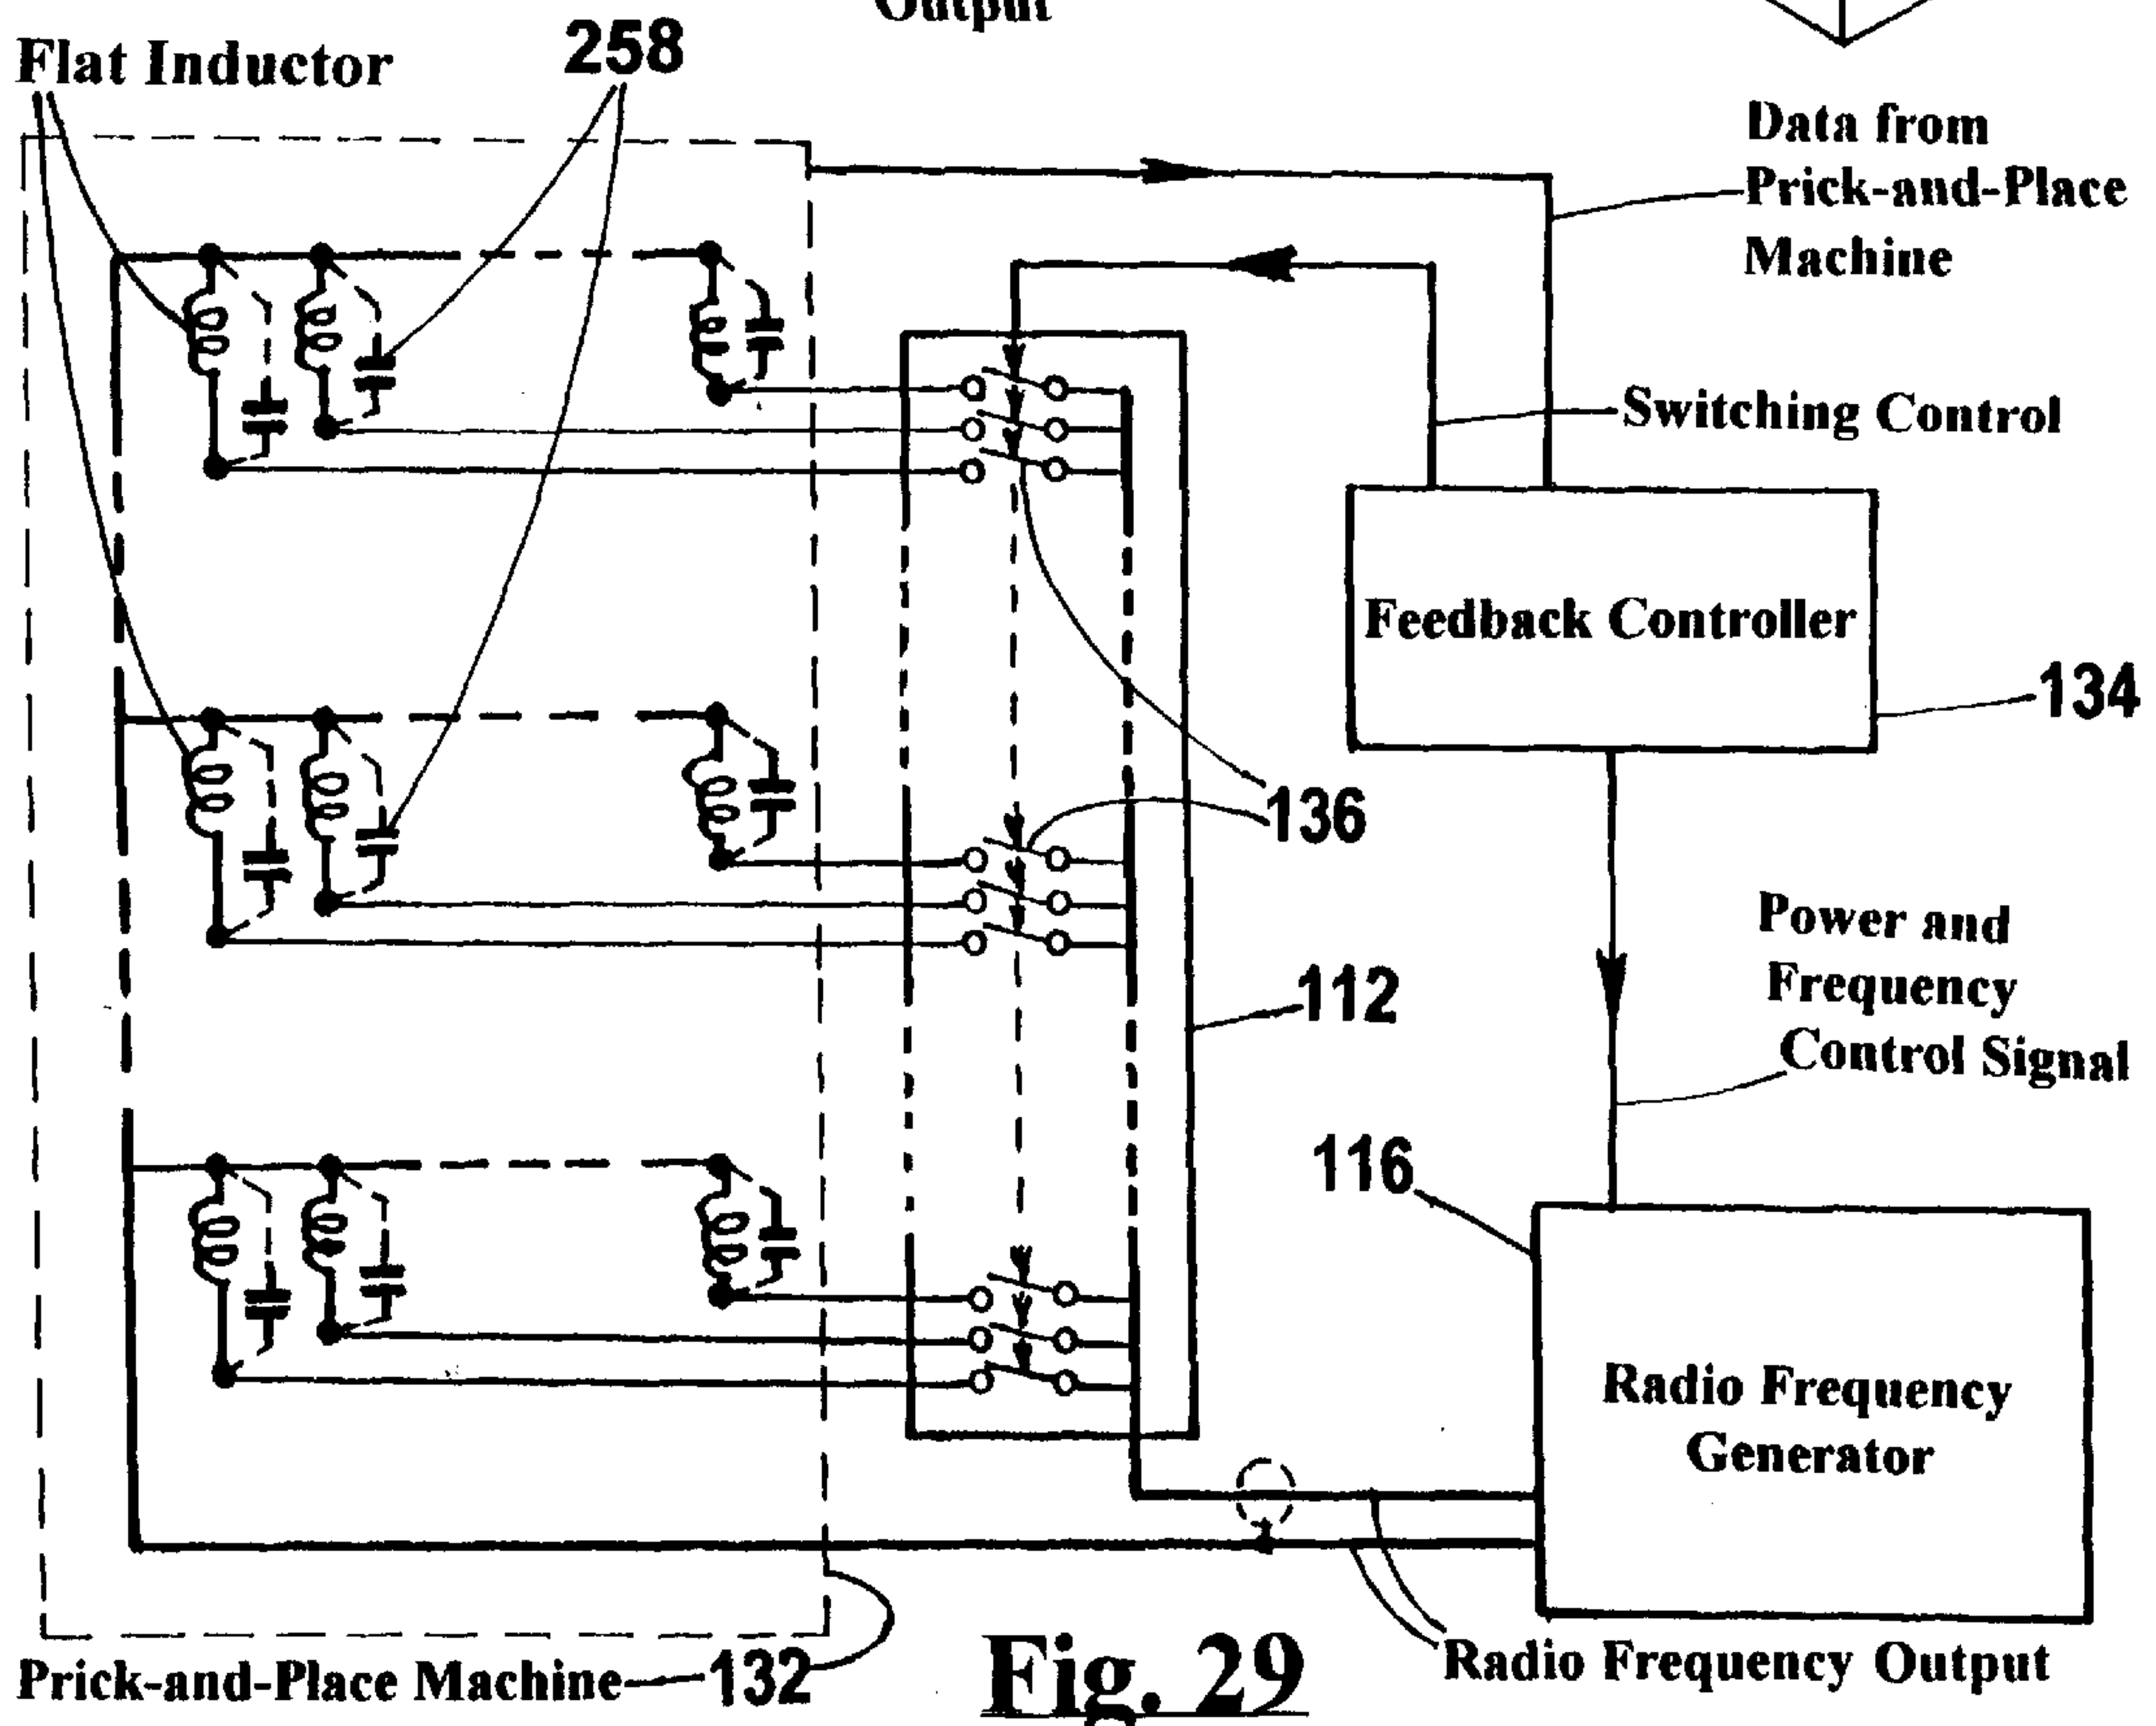 Output
Flat Inductor
258
Data from
Prick-and-Place
Machine
Switching Control
Feedback Controller
134
136
112
Power and
Frequency
Control Signal
116
Radio Frequency
Generator
Radio Frequency Output
Prick-and-Place Machine
132
Fig. 29